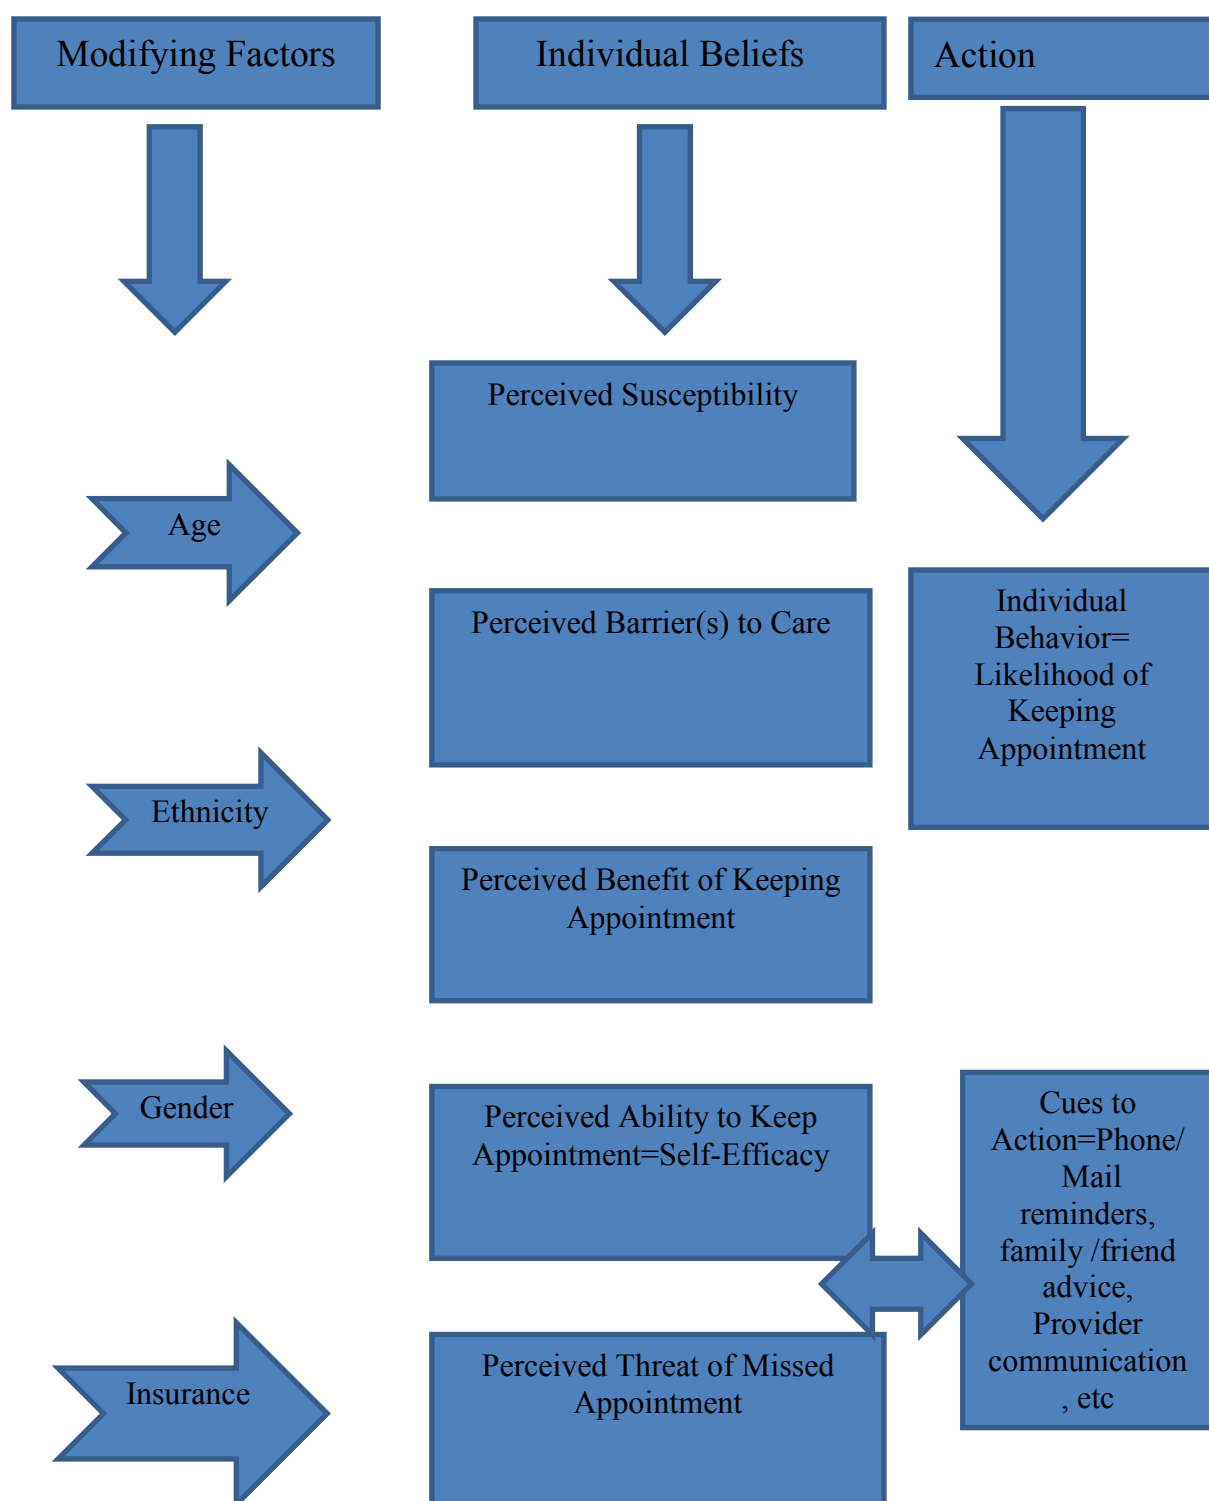 Modifying Factors
Individual Beliefs
Action
Perceived Susceptibility
Age
Perceived Barrier(s) to Care
Individual
Behavior=
Likelihood of
Keeping
Appointment
Ethnicity
Perceived Benefit of Keeping
Appointment
Gender
Perceived Ability to Keep
Appointment=Self-Efficacy
Cues to
Action=Phone/
Mail
reminders,
family /friend
advice,
Provider
communication
, etc
Insurance
Perceived Threat of Missed
Appointment